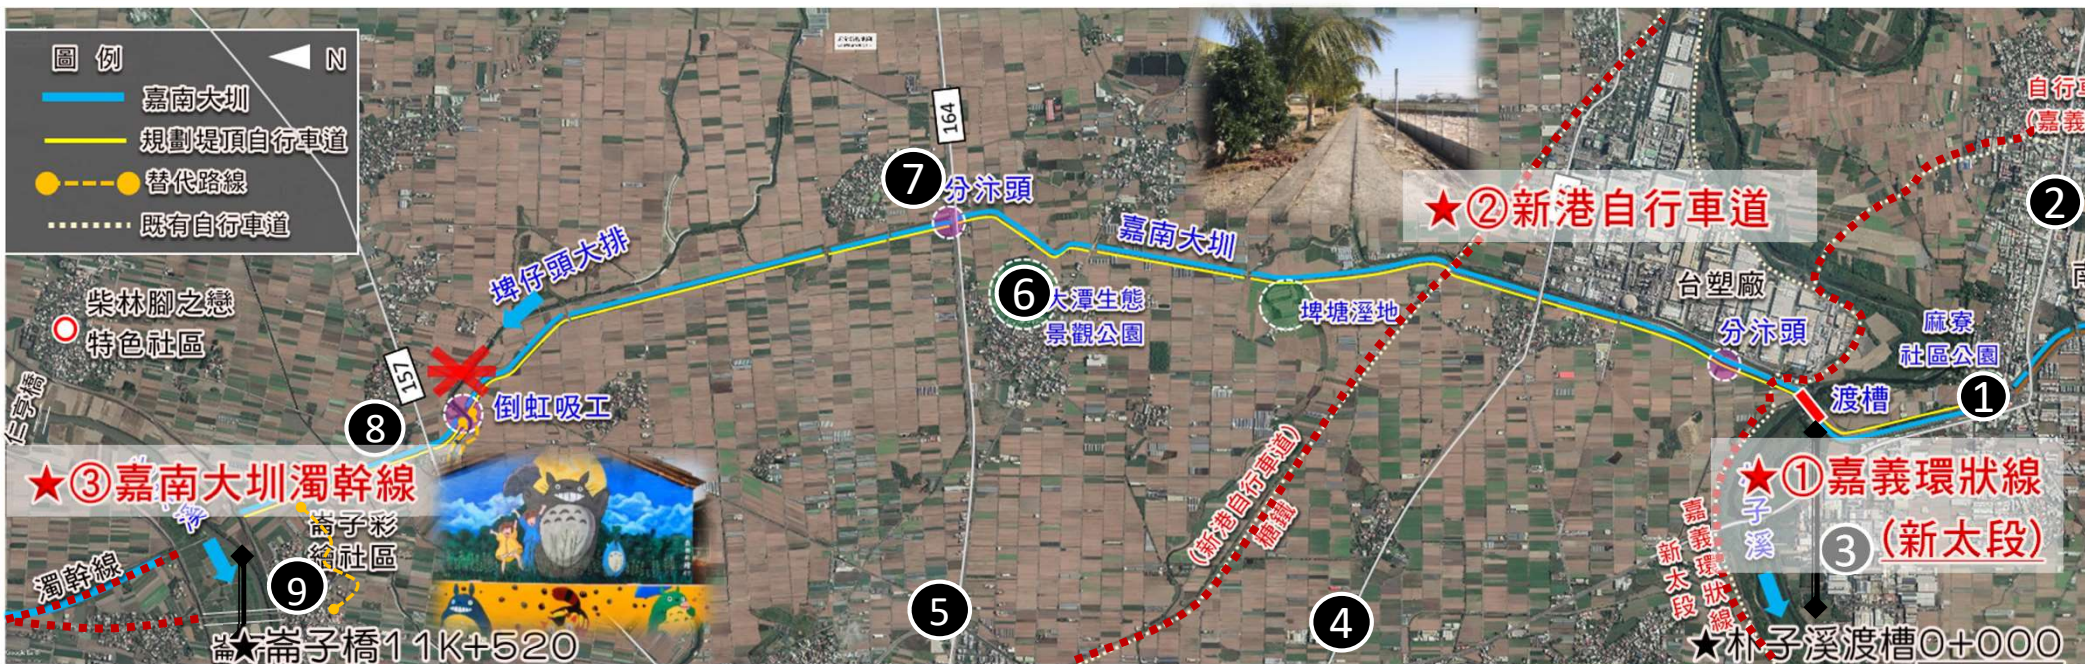 圖例
N
嘉南大圳
規劃堤頂自行車道
替代路線
既有自行車道
164
7
分汴頭
嘉南大圳
★②新港自行車道
2
自行車
(嘉義
台塑廠
南
埤仔頭大排
6
大潭生態
景觀公園
埤塘溼地
柴林腳之戀
特色社區
分汴頭
麻寮
社區公園
1
157
倒虹吸工
8
渡槽
仁亭橋
★③嘉南大圳濁幹線
溪
崙子彩
繪社區
濁幹線
9
★崙子橋11K+520
5
(新港自行車道)
糖鐵
4
★①嘉義環狀線
(新太段)
3
子溪
嘉義環狀線
新太段
★朴子溪渡槽0+000